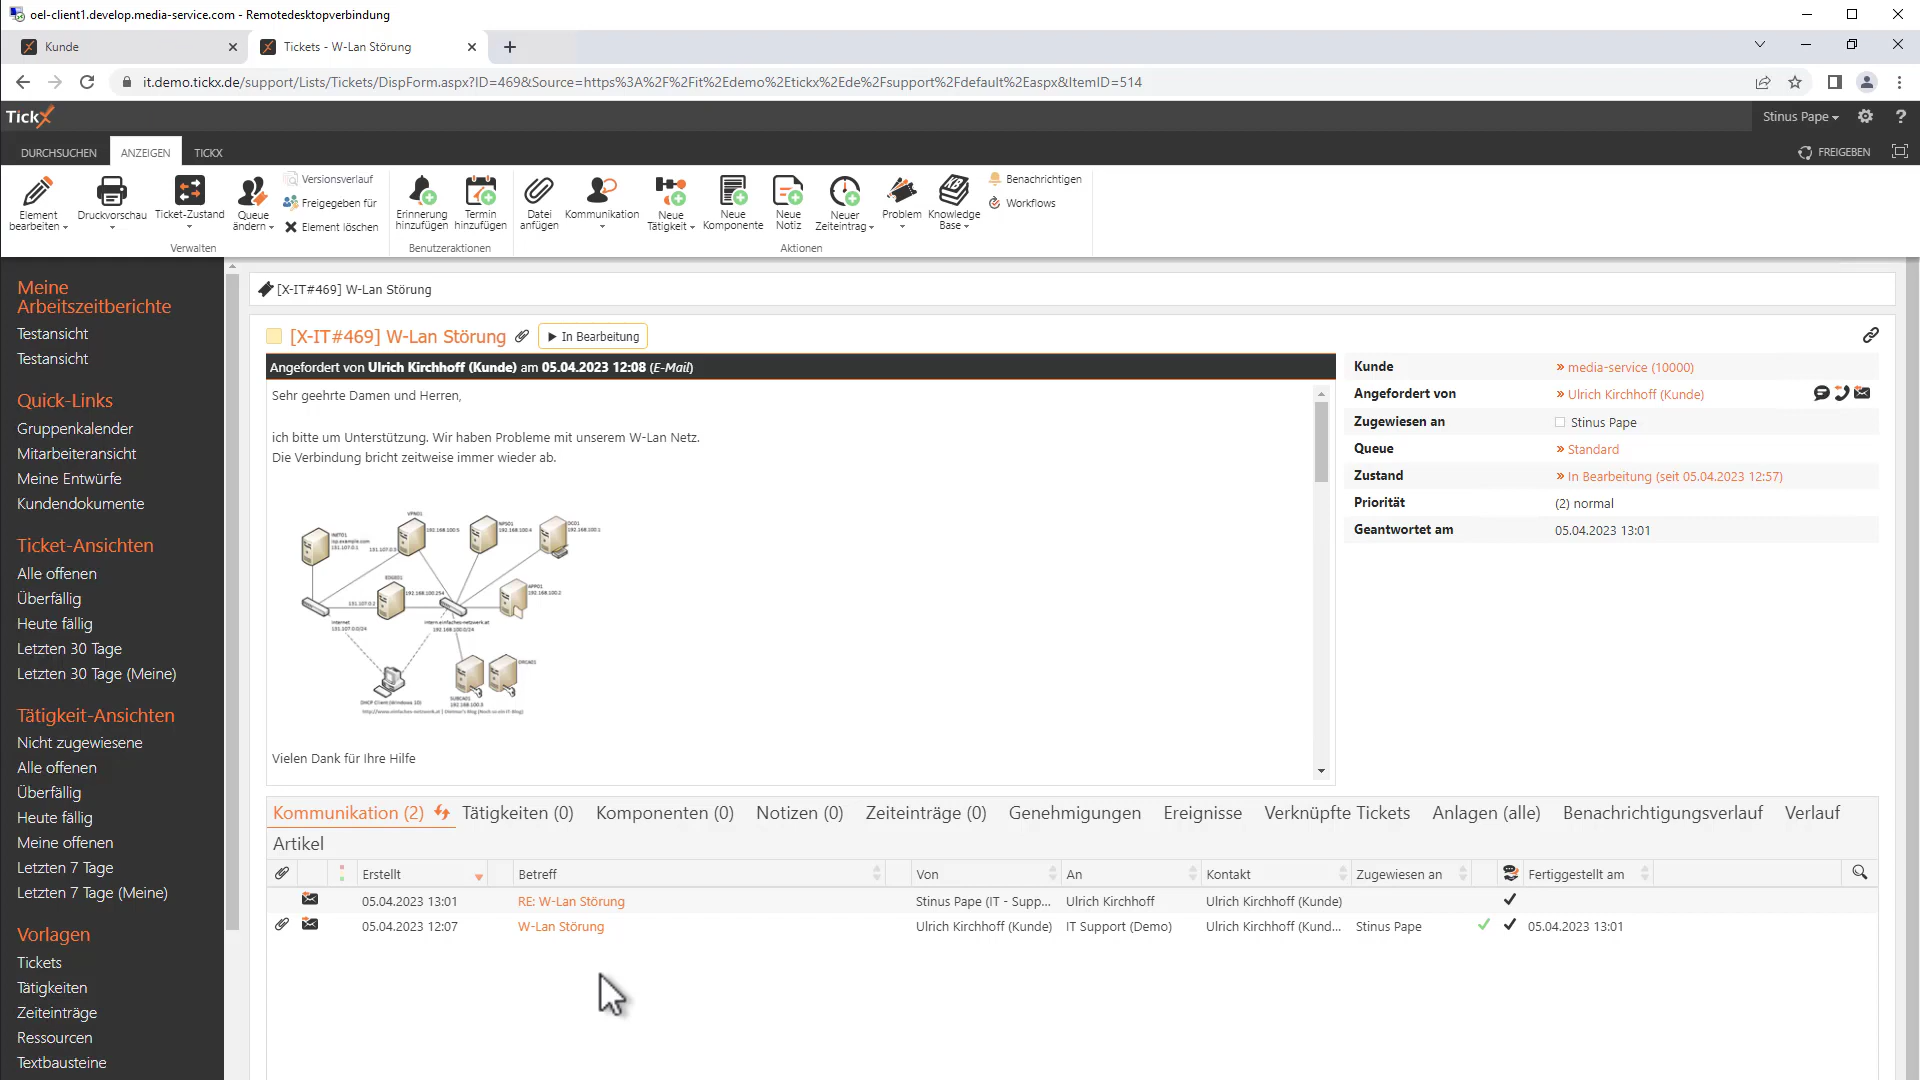 oel-client1.develop.media-service.com - Remotedesktopverbindung
Kunde
Tickets - W-Lan Störung
it.demo.tickx.de/support/Lists/Tickets/DispForm.aspx?ID=469&Source=https%3A%2F%2Fit%2Edemo%2Etickx%2Ede%2Fsupport%2Fdefault%2Easpx&ItemID=514
TickX
Stinus Pape
DURCHSUCHEN
ANZEIGEN
TICKX
FREIGEBEN
Element bearbeiten
Druckvorschau
Ticket-Zustand
Queue ändern
Versionsverlauf
Freigegeben für
Element löschen
Verwalten
Erinnerung hinzufügen
Termin hinzufügen
Benutzeraktionen
Datei anfügen
Kommunikation
Neue Tätigkeit
Neue Komponente
Neue Notiz
Neuer Zeiteintrag
Problem
Knowledge Base
Benachrichtigen
Workflows
Aktionen
Meine Arbeitszeitberichte
Testansicht
Testansicht
Quick-Links
Gruppenkalender
Mitarbeiteransicht
Meine Entwürfe
Kundendokumente
Ticket-Ansichten
Alle offenen
Überfällig
Heute fällig
Letzten 30 Tage
Letzten 30 Tage (Meine)
Tätigkeit-Ansichten
Nicht zugewiesene
Alle offenen
Überfällig
Heute fällig
Meine offenen
Letzten 7 Tage
Letzten 7 Tage (Meine)
Vorlagen
Tickets
Tätigkeiten
Zeiteinträge
Ressourcen
Textbausteine
[X-IT#469] W-Lan Störung
[X-IT#469] W-Lan Störung
In Bearbeitung
Angefordert von Ulrich Kirchhoff (Kunde) am 05.04.2023 12:08 (E-Mail)
Sehr geehrte Damen und Herren,
ich bitte um Unterstützung. Wir haben Probleme mit unserem W-Lan Netz.
Die Verbindung bricht zeitweise immer wieder ab.
Vielen Dank für Ihre Hilfe
Kunde » media-service (10000)
Angefordert von » Ulrich Kirchhoff (Kunde)
Zugewiesen an Stinus Pape
Queue » Standard
Zustand » In Bearbeitung (seit 05.04.2023 12:57)
Priorität (2) normal
Geantwortet am 05.04.2023 13:01
Kommunikation (2) Tätigkeiten (0) Komponenten (0) Notizen (0) Zeiteinträge (0) Genehmigungen Ereignisse Verknüpfte Tickets Anlagen (alle) Benachrichtigungsverlauf Verlauf
Artikel
Erstellt Betreff Von An Kontakt Zugewiesen an Fertiggestellt am
05.04.2023 13:01 RE: W-Lan Störung Stinus Pape (IT - Supp... Ulrich Kirchhoff Ulrich Kirchhoff (Kunde)
05.04.2023 12:07 W-Lan Störung Ulrich Kirchhoff (Kunde) IT Support (Demo) Ulrich Kirchhoff (Kund... Stinus Pape 05.04.2023 13:01